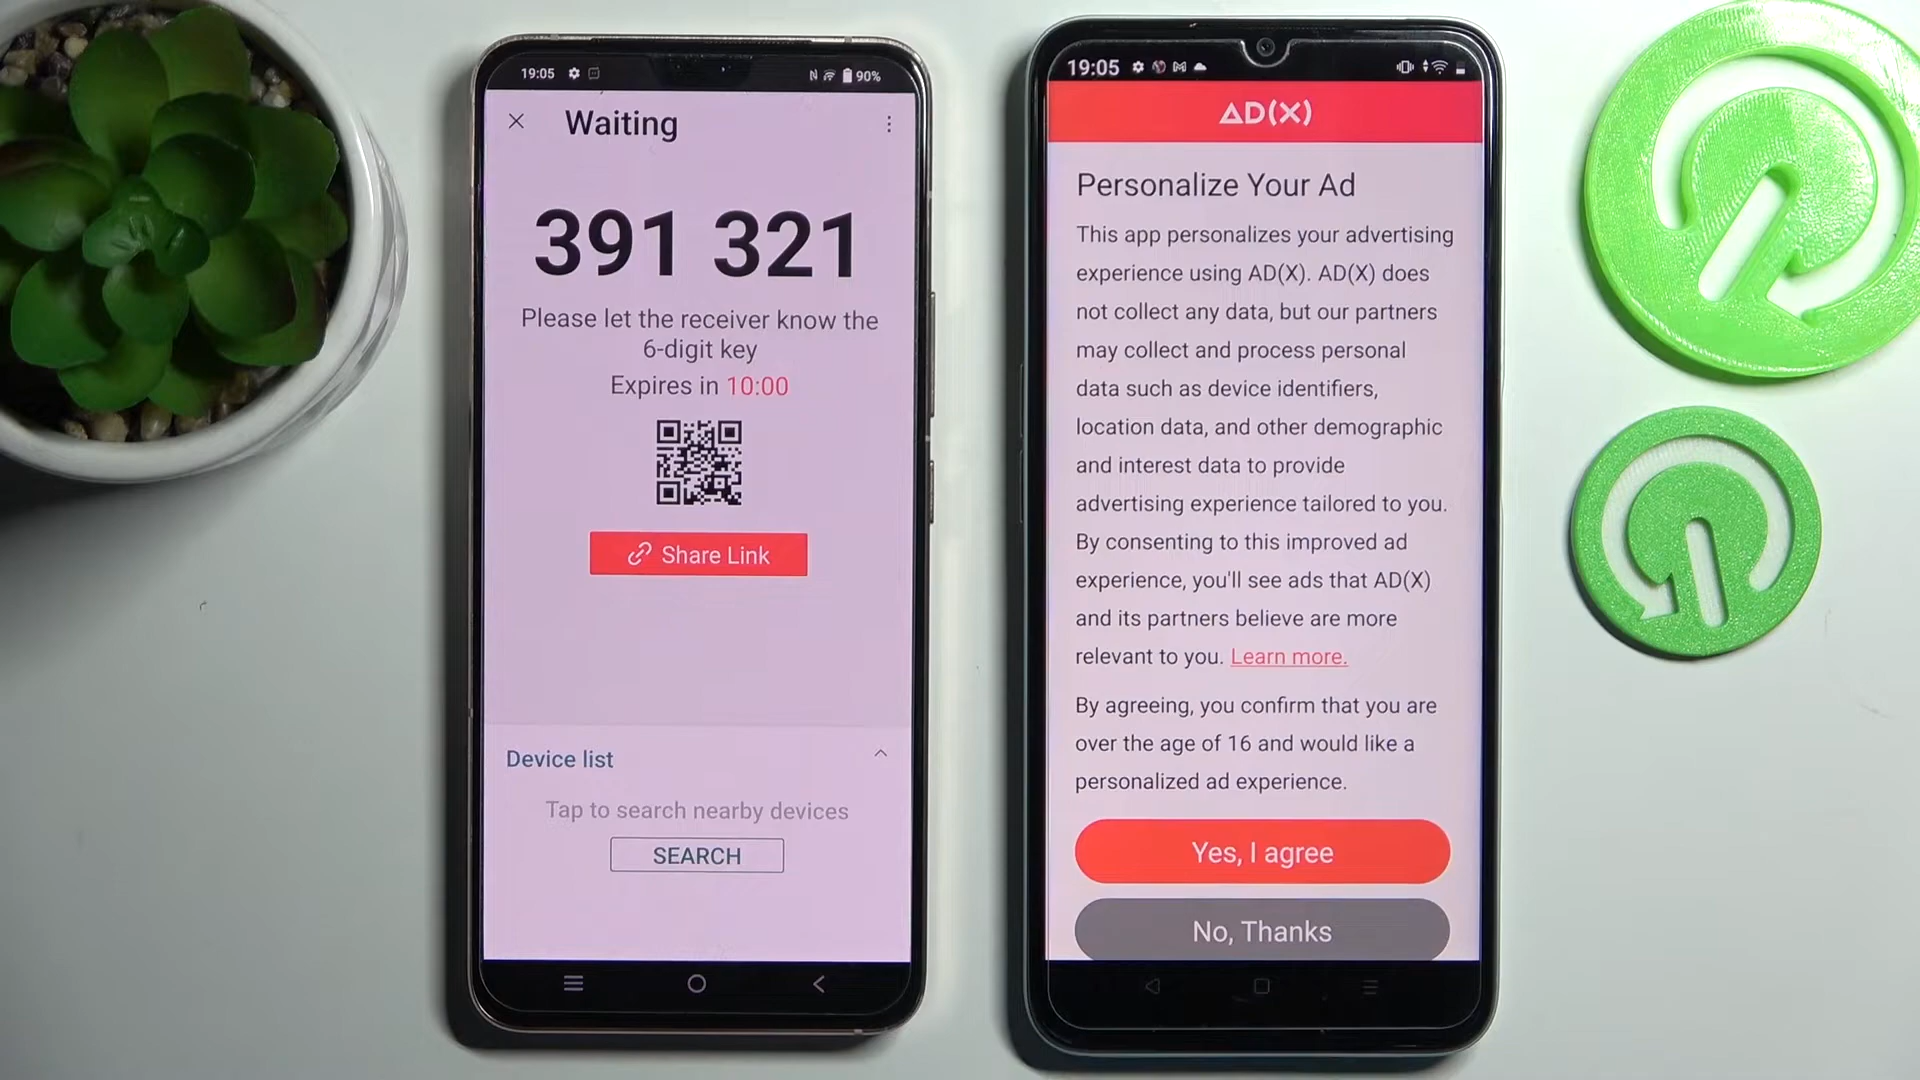 19:05
90%
Waiting
391 321
Please let the receiver know the
6-digit key
Expires in 10:00
Share Link
Device list
Tap to search nearby devices
SEARCH
19:05
AD(X)
Personalize Your Ad
This app personalizes your advertising
experience using AD(X). AD(X) does
not collect any data, but our partners
may collect and process personal
data such as device identifiers,
location data, and other demographic
and interest data to provide
advertising experience tailored to you.
By consenting to this improved ad
experience, you'll see ads that AD(X)
and its partners believe are more
relevant to you. Learn more.
By agreeing, you confirm that you are
over the age of 16 and would like a
personalized ad experience.
Yes, I agree
No, Thanks